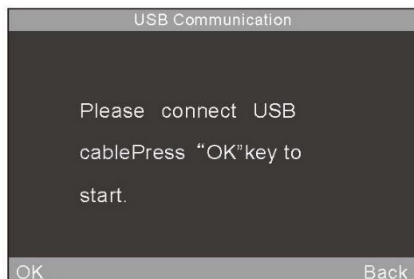 USB Communication
Please connect USB
cablePress “OK”key to
start.
OK Back